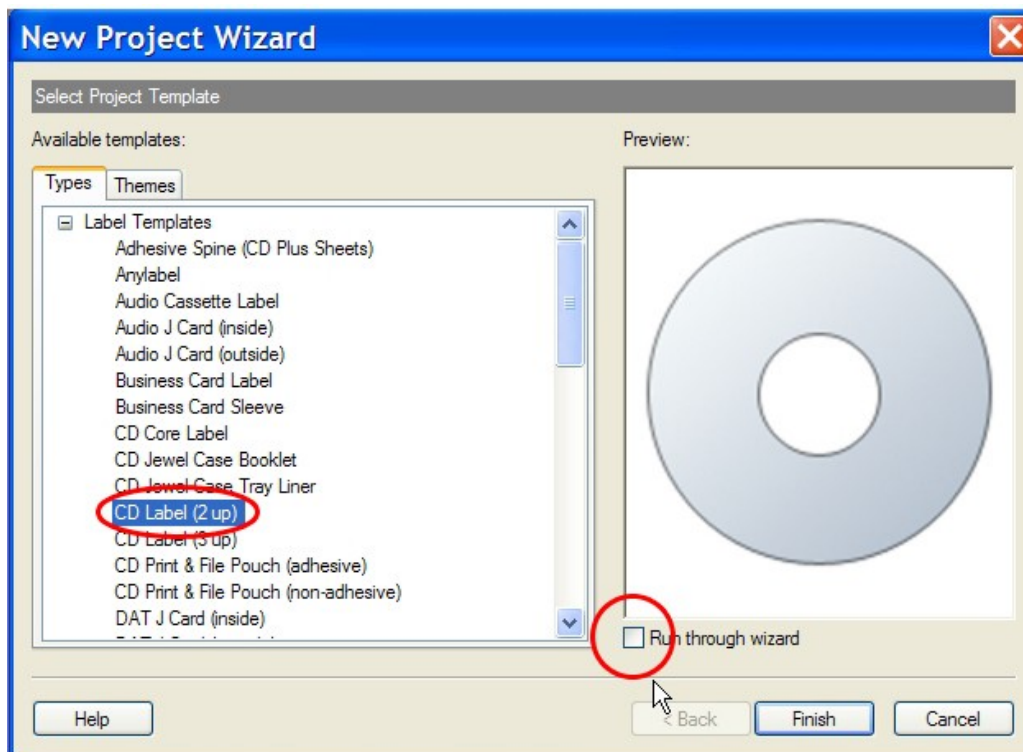 New Project Wizard
Select Project Template
Available templates:
Preview:
Types
Themes
Label Templates
Adhesive Spine (CD Plus Sheets)
Anylabel
Audio Cassette Label
Audio J Card (inside)
Audio J Card (outside)
Business Card Label
Business Card Sleeve
CD Core Label
CD Jewel Case Booklet
CD Jewel Case Tray Liner
CD Label (2 up)
CD Label (3 up)
CD Print & File Pouch (adhesive)
CD Print & File Pouch (non-adhesive)
DAT J Card (inside)
Run through wizard
Help
< Back
Finish
Cancel